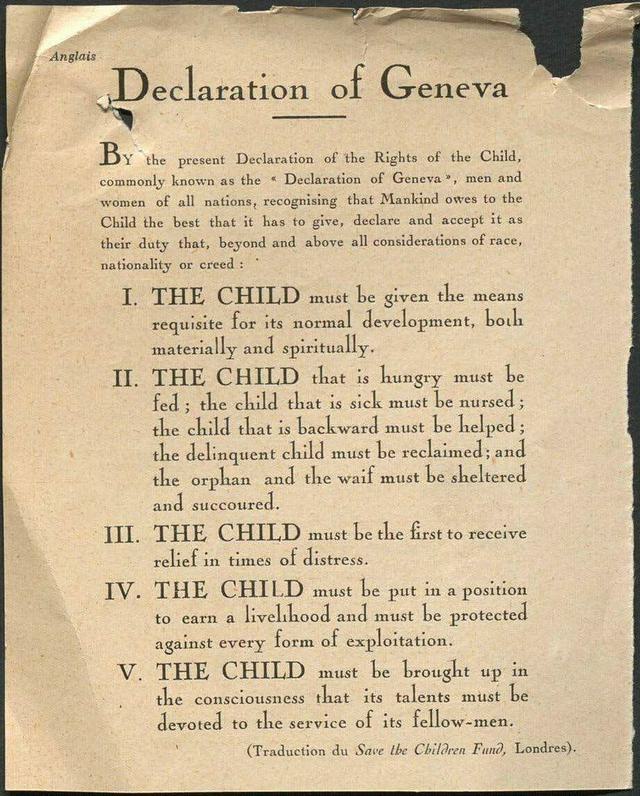 Anglais
Declaration of Geneva
BY the present Declaration of the Rights of the Child,
commonly known as the « Declaration of Geneva », men and
women of all nations, recognising that Mankind owes to the
Child the best that it has to give, declare and accept it as
their duty that, beyond and above all considerations of race,
nationality or creed :
I. THE CHILD must be given the means
requisite for its normal development, both
materially and spiritually.
II. THE CHILD that is hungry must be
fed ; the child that is sick must be nursed ;
the child that is backward must be helped ;
the delinquent child must be reclaimed ; and
the orphan and the waif must be sheltered
and succoured.
III. THE CHILD must be the first to receive
relief in times of distress.
IV. THE CHILD must be put in a position
to earn a livelihood and must be protected
against every form of exploitation.
V. THE CHILD must be brought up in
the consciousness that its talents must be
devoted to the service of its fellow-men.
(Traduction du Save the Children Fund, Londres).